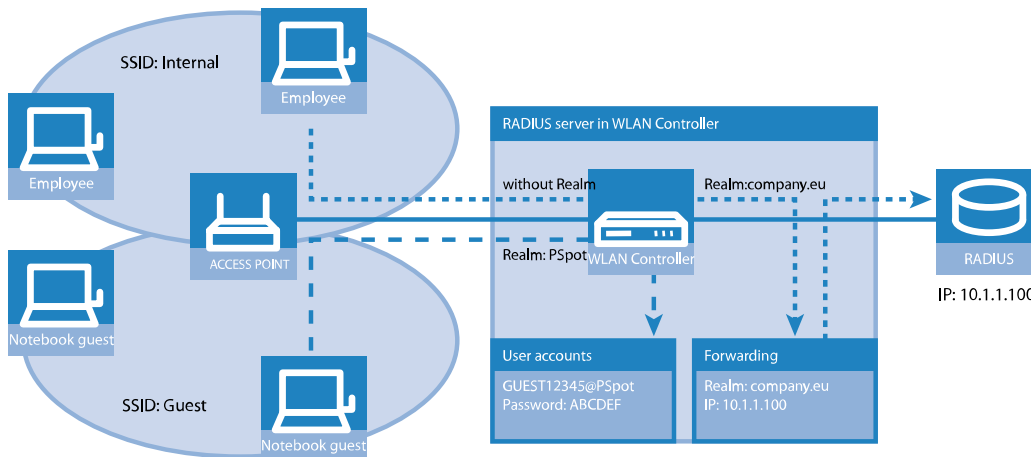 SSID: Internal
Employee
Employee
ACCESS POINT
Notebook guest
SSID: Guest
Notebook guest
RADIUS server in WLAN Controller
without Realm
Realm:company.eu
Realm: PSpot
WLAN Controller
User accounts
GUEST12345@PSpot
Password: ABCDEF
Forwarding
Realm: company.eu
IP: 10.1.1.100
RADIUS
IP: 10.1.1.100